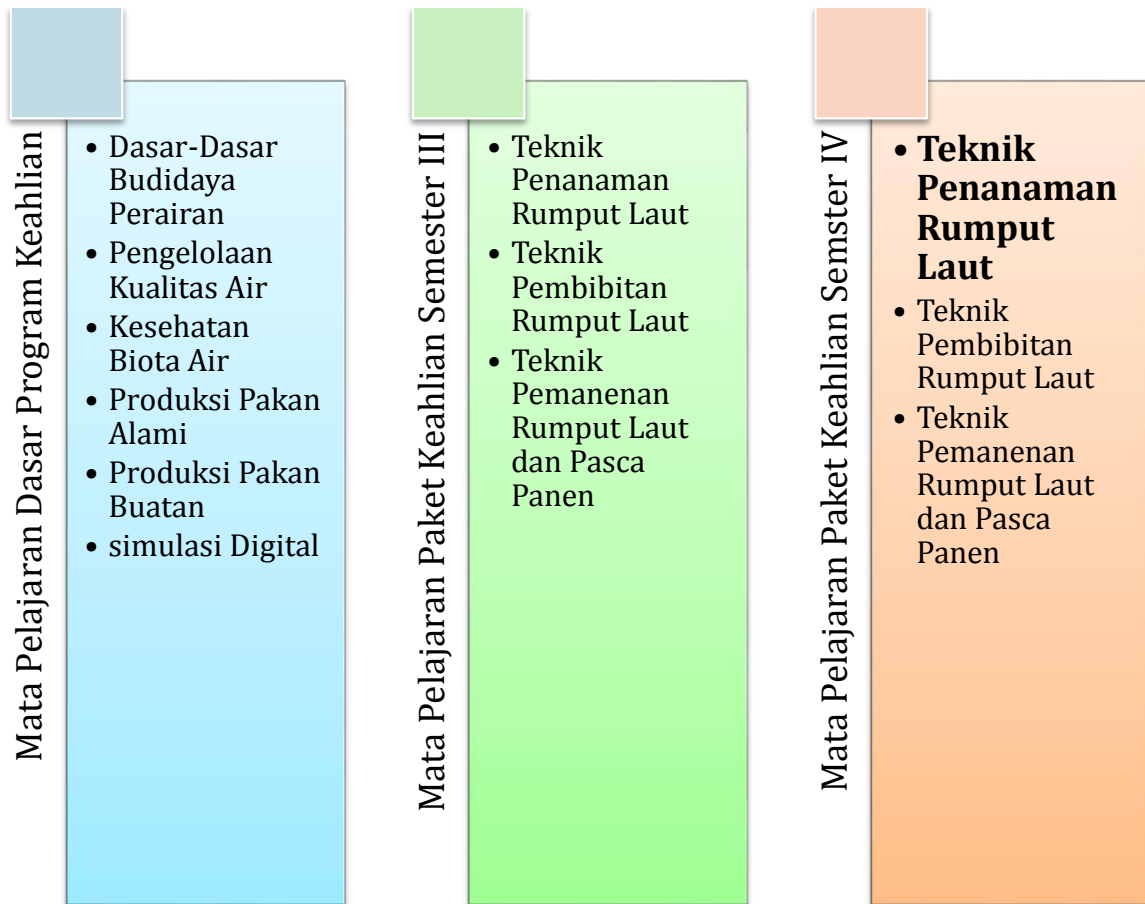 Mata Pelajaran Dasar Program Keahlian
• Dasar-Dasar
Budidaya
Perairan
• Pengelolaan
Kualitas Air
• Kesehatan
Biota Air
• Produksi Pakan
Alami
• Produksi Pakan
Buatan
• simulasi Digital
Mata Pelajaran Paket Keahlian Semester III
• Teknik
Penanaman
Rumput Laut
• Teknik
Pembibitan
Rumput Laut
• Teknik
Pemanenan
Rumput Laut
dan Pasca
Panen
Mata Pelajaran Paket Keahlian Semster IV
• Teknik
Penanaman
Rumput
Laut
• Teknik
Pembibitan
Rumput Laut
• Teknik
Pemanenan
Rumput Laut
dan Pasca
Panen